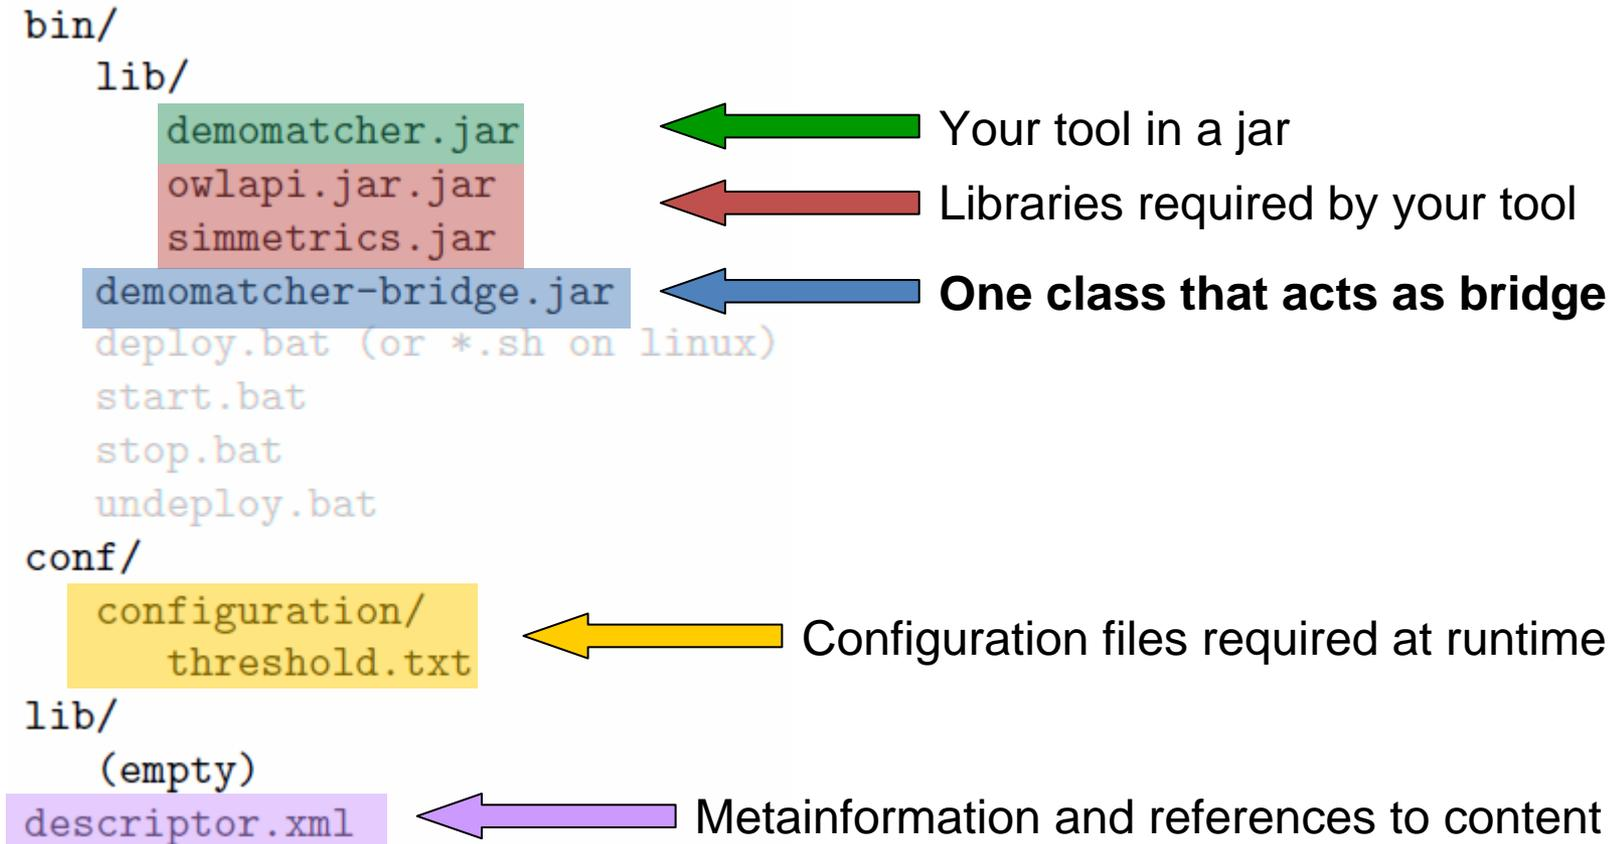 bin/
lib/
demomatcher.jar Your tool in a jar
owlapi.jar.jar Libraries required by your tool
simmetrics.jar
demomatcher-bridge.jar One class that acts as bridge
deploy.bat (or *.sh on linux)
start.bat
stop.bat
undeploy.bat
conf/
configuration/ Configuration files required at runtime
threshold.txt
lib/
(empty)
descriptor.xml Metainformation and references to content